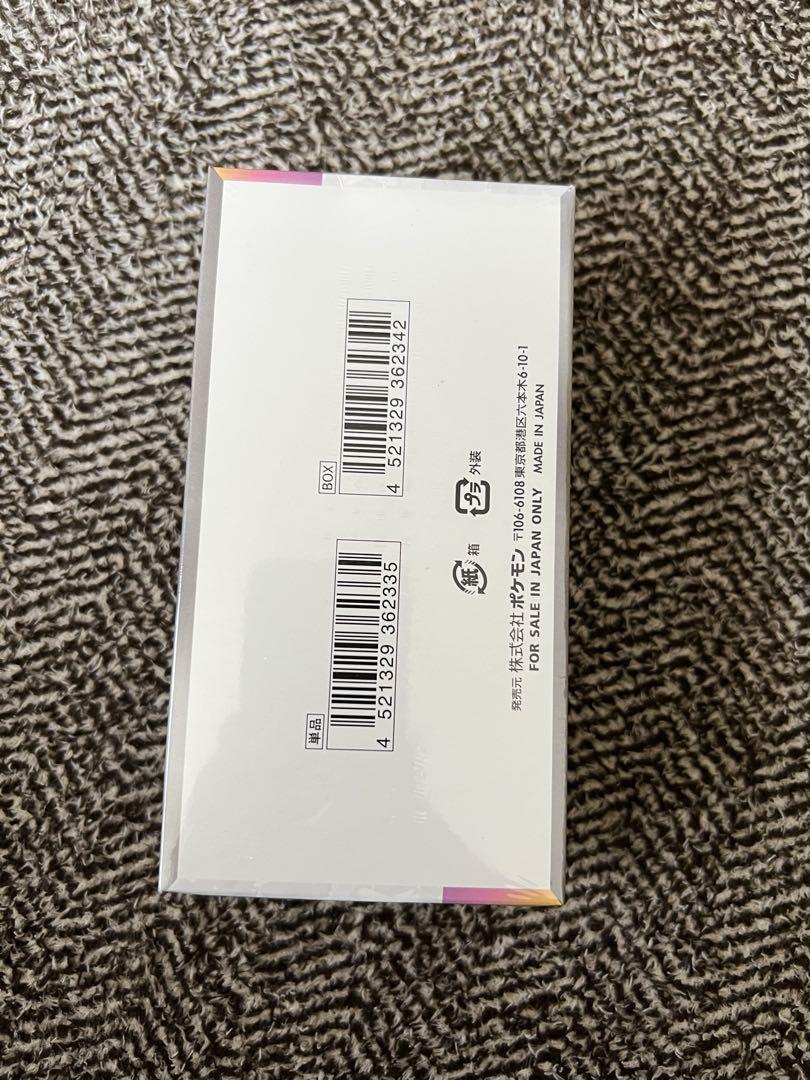 単品
4 521329 362335
BOX
4 521329 362342
紙 箱
プラ 外装
発売元 株式会社ポケモン 〒106-6108 東京都港区六本木6-10-1
FOR SALE IN JAPAN ONLY MADE IN JAPAN